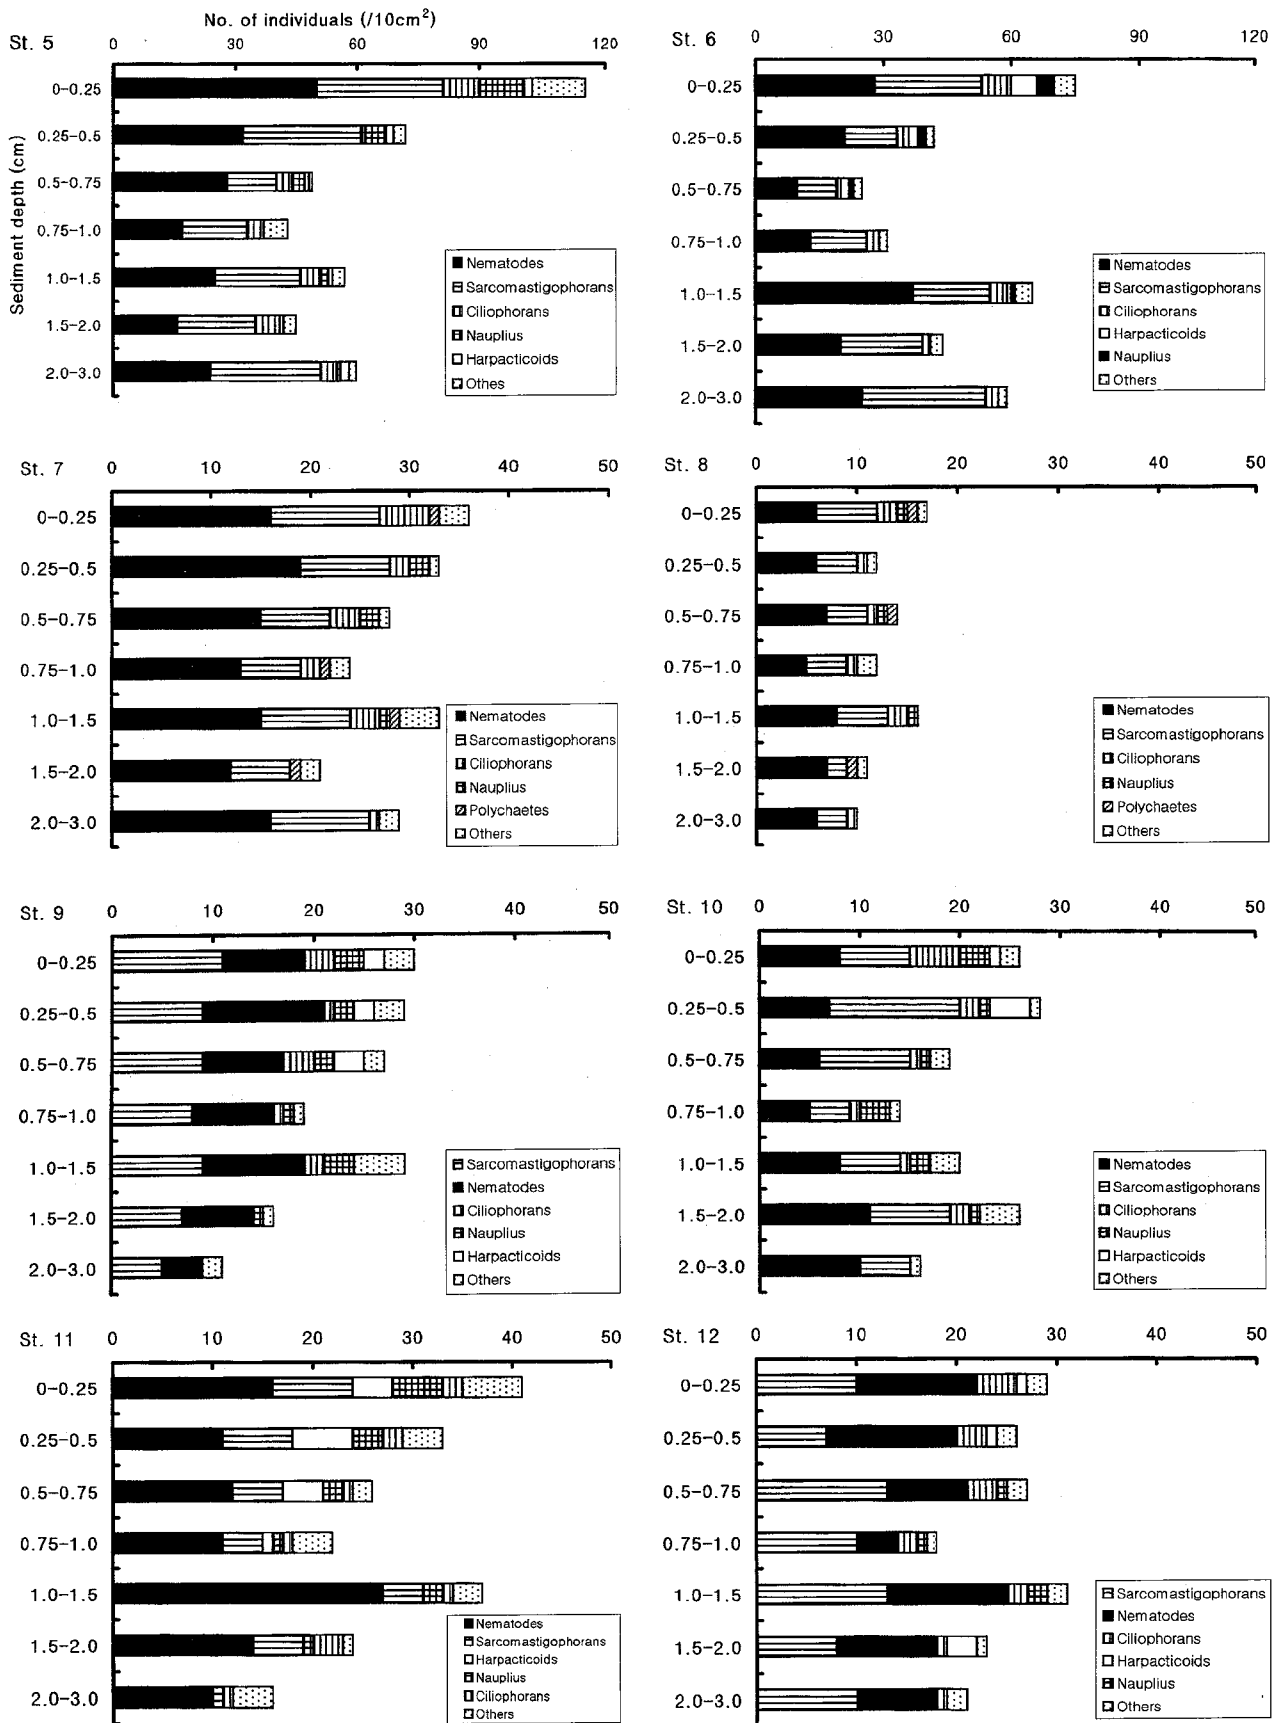 No. of individuals (/10cm2)
St. 5
0 30 60 90 120
Sediment depth (cm)
0-0.25
0.25-0.5
0.5-0.75
0.75-1.0
1.0-1.5
1.5-2.0
2.0-3.0
Nematodes
Sarcomastigophorans
Ciliophorans
Nauplius
Harpacticoids
Othes
St. 6
0 30 60 90 120
0-0.25
0.25-0.5
0.5-0.75
0.75-1.0
1.0-1.5
1.5-2.0
2.0-3.0
Nematodes
Sarcomastigophorans
Ciliophorans
Harpacticoids
Nauplius
Others
St. 7
0 10 20 30 40 50
0-0.25
0.25-0.5
0.5-0.75
0.75-1.0
1.0-1.5
1.5-2.0
2.0-3.0
Nematodes
Sarcomastigophorans
Ciliophorans
Nauplius
Polychaetes
Others
St. 8
0 10 20 30 40 50
0-0.25
0.25-0.5
0.5-0.75
0.75-1.0
1.0-1.5
1.5-2.0
2.0-3.0
Nematodes
Sarcomastigophorans
Ciliophorans
Nauplius
Polychaetes
Others
St. 9
0 10 20 30 40 50
0-0.25
0.25-0.5
0.5-0.75
0.75-1.0
1.0-1.5
1.5-2.0
2.0-3.0
Sarcomastigophorans
Nematodes
Ciliophorans
Nauplius
Harpacticoids
Others
St. 10
0 10 20 30 40 50
0-0.25
0.25-0.5
0.5-0.75
0.75-1.0
1.0-1.5
1.5-2.0
2.0-3.0
Nematodes
Sarcomastigophorans
Ciliophorans
Nauplius
Harpacticoids
Others
St. 11
0 10 20 30 40 50
0-0.25
0.25-0.5
0.5-0.75
0.75-1.0
1.0-1.5
1.5-2.0
2.0-3.0
Nematodes
Sarcomastigophorans
Harpacticoids
Nauplius
Ciliophorans
Others
St. 12
0 10 20 30 40 50
0-0.25
0.25-0.5
0.5-0.75
0.75-1.0
1.0-1.5
1.5-2.0
2.0-3.0
Sarcomastigophorans
Nematodes
Ciliophorans
Harpacticoids
Nauplius
Others